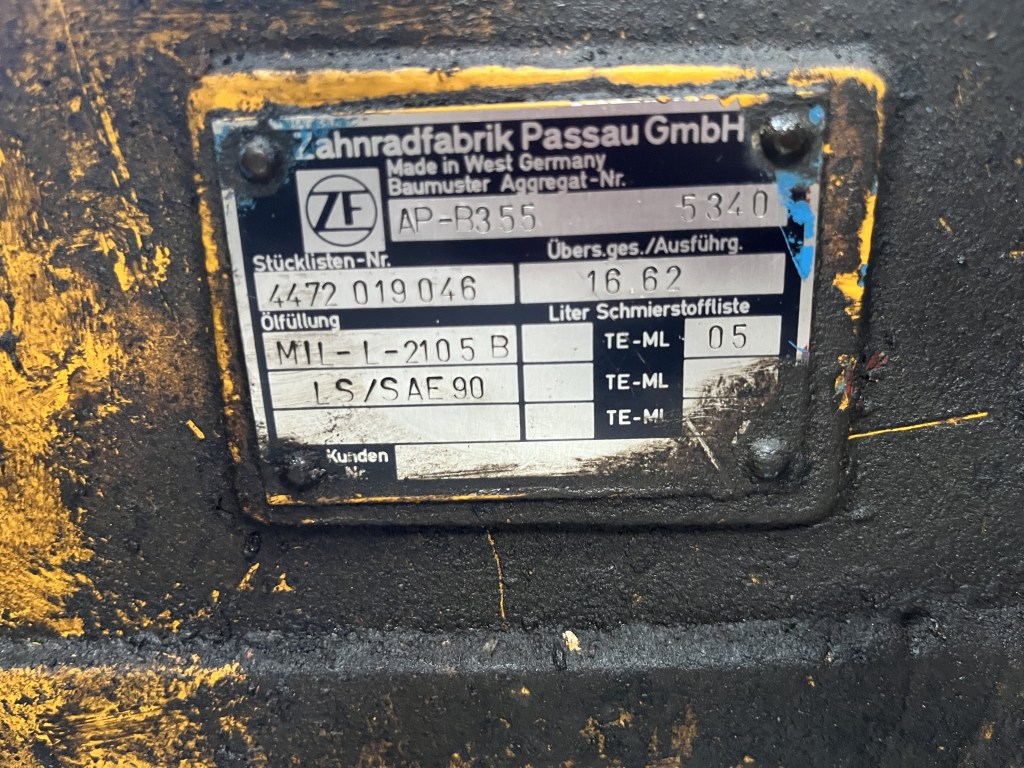 Zahnradfabrik Passau GmbH
Made in West Germany
Baumuster Aggregat-Nr.
ZF
AP-B355 5340
Stücklisten-Nr. Übers.ges./Ausführg.
4472 019 046 16.62
Ölfüllung Liter Schmierstoffliste
MIL-L-2105 B TE-ML 05
LS/SAE 90 TE-ML
TE-ML
Kunden
Nr.